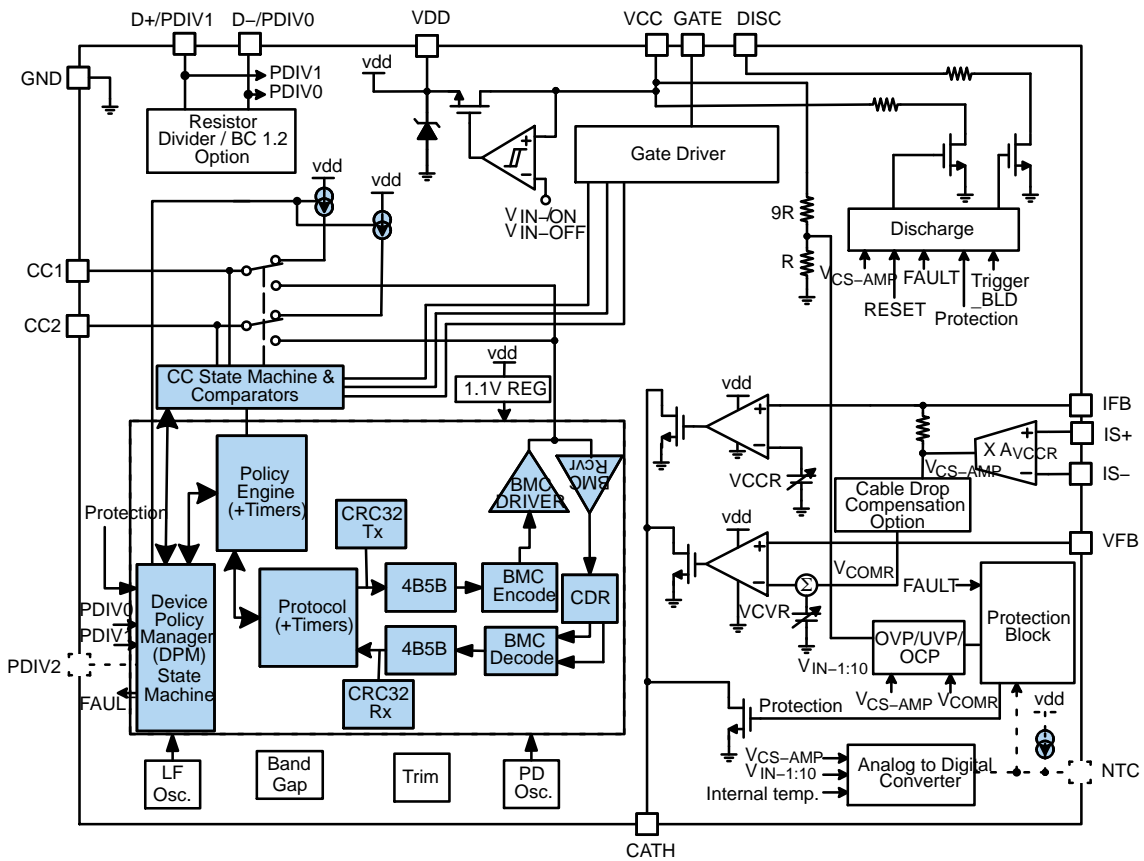 D+/PDIV1 D−/PDIV0 VDD VCC GATE DISC
GND
PDIV1
PDIV0
vdd
Resistor
Divider / BC 1.2
Option
+
−
V IN−/ON
V IN−OFF
Gate Driver
vdd
vdd
9R
R
Discharge
VCS−AMP
RESET
FAULT
Protection
Trigger
_BLD
CC1
CC2
CC State Machine &
Comparators
vdd
1.1V REG
Policy
Engine
(+Timers)
BMC
DRIVER
BMC
Rcvr
Protection
CRC32
Tx
Device
Policy
Manager
(DPM)
State
Machine
Protocol
(+Timers)
4B5B
BMC
Encode
CDR
4B5B
BMC
Decode
CRC32
Rx
PDIV0
PDIV1
PDIV2
FAUL
LF
Osc.
Band
Gap
Trim
PD
Osc.
vdd
+
−
VCCR
IFB
IS+
IS−
+
−
X AVCCR
VCS−AMP
Cable Drop
Compensation
Option
vdd
+
−
VCOMR
Σ
VCVR
VIN−1:10
VFB
FAULT
Protection
Block
OVP/UVP/
OCP
VCS−AMP
VCOMR
Protection
vdd
VCS−AMP
VIN−1:10
Internal temp.
Analog to Digital
Converter
NTC
CATH